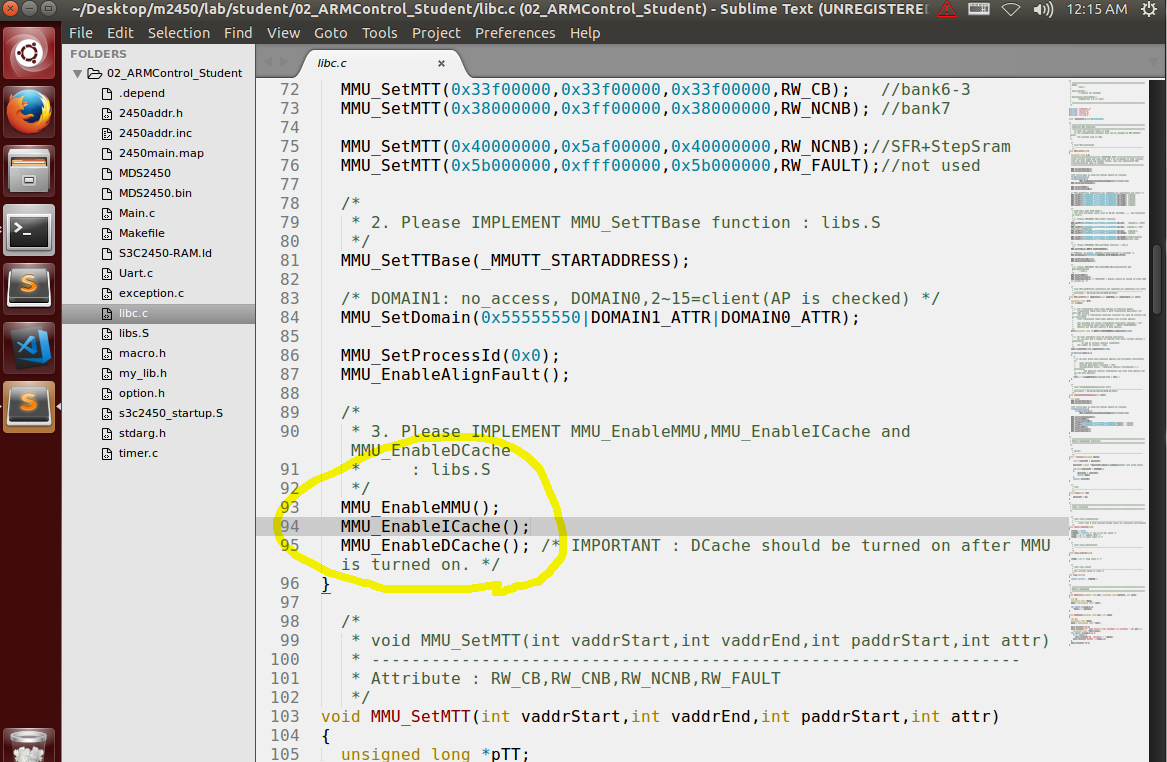 ~/Desktop/m2450/lab/student/02_ARMControl_Student/libc.c (02_ARMControl_Student) - Sublime Text (UNREGISTERE
12:15 AM
File Edit Selection Find View Goto Tools Project Preferences Help
FOLDERS
02_ARMControl_Student
.depend
2450addr.h
2450addr.inc
2450main.map
MDS2450
MDS2450.bin
Main.c
Makefile
S3C2450-RAM.ld
Uart.c
exception.c
libc.c
libs.S
macro.h
my_lib.h
option.h
s3c2450_startup.S
stdarg.h
timer.c
libc.c ×
72 MMU_SetMTT(0x33f00000,0x33f00000,0x33f00000,RW_CB); //bank6-3
73 MMU_SetMTT(0x38000000,0x3ff00000,0x38000000,RW_NCNB); //bank7
74
75 MMU_SetMTT(0x40000000,0x5af00000,0x40000000,RW_NCNB);//SFR+StepSram
76 MMU_SetMTT(0x5b000000,0xfff00000,0x5b000000,RW_FAULT);//not used
77
78 /*
79 * 2. Please IMPLEMENT MMU_SetTTBase function : libs.S
80 */
81 MMU_SetTTBase(_MMUTT_STARTADDRESS);
82
83 /* DOMAIN1: no_access, DOMAIN0,2~15=client(AP is checked) */
84 MMU_SetDomain(0x55555550|DOMAIN1_ATTR|DOMAIN0_ATTR);
85
86 MMU_SetProcessId(0x0);
87 MMU_EnableAlignFault();
88
89 /*
90 * 3. Please IMPLEMENT MMU_EnableMMU,MMU_EnableICache and
MMU_EnableDCache
91 * : libs.S
92 */
93 MMU_EnableMMU();
94 MMU_EnableICache();
95 MMU_EnableDCache(); /* IMPORTANT : DCache should be turned on after MMU
is turned on. */
96 }
97
98 /*
99 * void MMU_SetMTT(int vaddrStart,int vaddrEnd,int paddrStart,int attr)
100 * -----------------------------------------------------------------
101 * Attribute : RW_CB,RW_CNB,RW_NCNB,RW_FAULT
102 */
103 void MMU_SetMTT(int vaddrStart,int vaddrEnd,int paddrStart,int attr)
104 {
105 unsigned long *pTT;